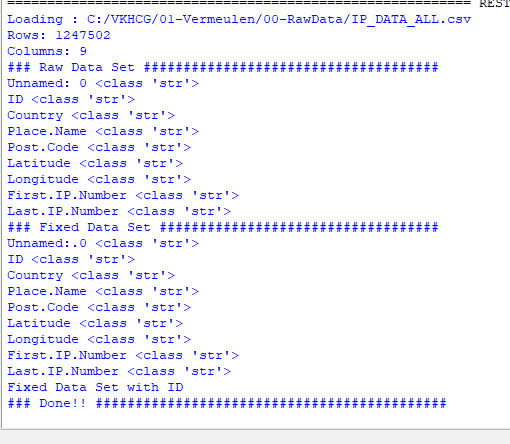 =========================================================== REST
Loading : C:/VKHCG/01-Vermeulen/00-RawData/IP_DATA_ALL.csv
Rows: 1247502
Columns: 9
### Raw Data Set #####################################
Unnamed: 0 <class 'str'>
ID <class 'str'>
Country <class 'str'>
Place.Name <class 'str'>
Post.Code <class 'str'>
Latitude <class 'str'>
Longitude <class 'str'>
First.IP.Number <class 'str'>
Last.IP.Number <class 'str'>
### Fixed Data Set ###################################
Unnamed:.0 <class 'str'>
ID <class 'str'>
Country <class 'str'>
Place.Name <class 'str'>
Post.Code <class 'str'>
Latitude <class 'str'>
Longitude <class 'str'>
First.IP.Number <class 'str'>
Last.IP.Number <class 'str'>
Fixed Data Set with ID
### Done!! ############################################